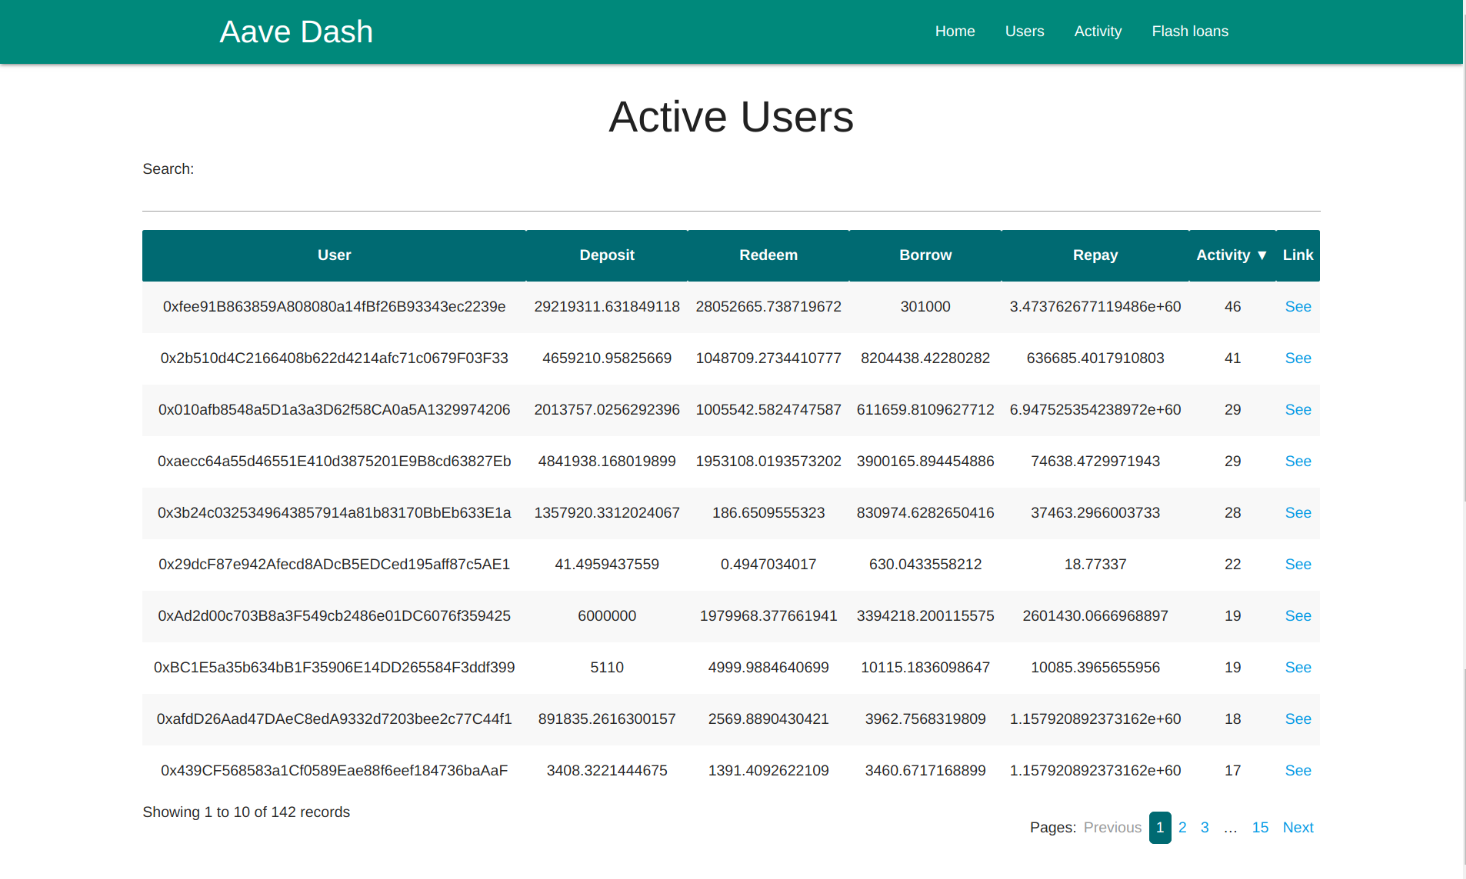 Aave Dash Home Users Activity Flash loans
Active Users
Search:
User Deposit Redeem Borrow Repay Activity ▼ Link
0xfee91B863859A808080a14fBf26B93343ec2239e 29219311.631849118 28052665.738719672 301000 3.473762677119486e+60 46 See
0x2b510d4C2166408b622d4214afc71c0679F03F33 4659210.95825669 1048709.2734410777 8204438.42280282 636685.4017910803 41 See
0x010afb8548a5D1a3a3D62f58CA0a5A1329974206 2013757.0256292396 1005542.5824747587 611659.8109627712 6.947525354238972e+60 29 See
0xaecc64a55d46551E410d3875201E9B8cd63827Eb 4841938.168019899 1953108.0193573202 3900165.894454886 74638.4729971943 29 See
0x3b24c0325349643857914a81b83170BbEb633E1a 1357920.3312024067 186.6509555323 830974.6282650416 37463.2966003733 28 See
0x29dcF87e942Afecd8ADcB5EDCed195aff87c5AE1 41.4959437559 0.4947034017 630.0433558212 18.77337 22 See
0xAd2d00c703B8a3F549cb2486e01DC6076f359425 6000000 1979968.377661941 3394218.200115575 2601430.0666968897 19 See
0xBC1E5a35b634bB1F35906E14DD265584F3ddf399 5110 4999.9884640699 10115.1836098647 10085.3965655956 19 See
0xafdD26Aad47DAeC8edA9332d7203bee2c77C44f1 891835.2616300157 2569.8890430421 3962.7568319809 1.157920892373162e+60 18 See
0x439CF568583a1Cf0589Eae88f6eef184736baAaF 3408.3221444675 1391.4092622109 3460.6717168899 1.157920892373162e+60 17 See
Showing 1 to 10 of 142 records
Pages: Previous 1 2 3 … 15 Next